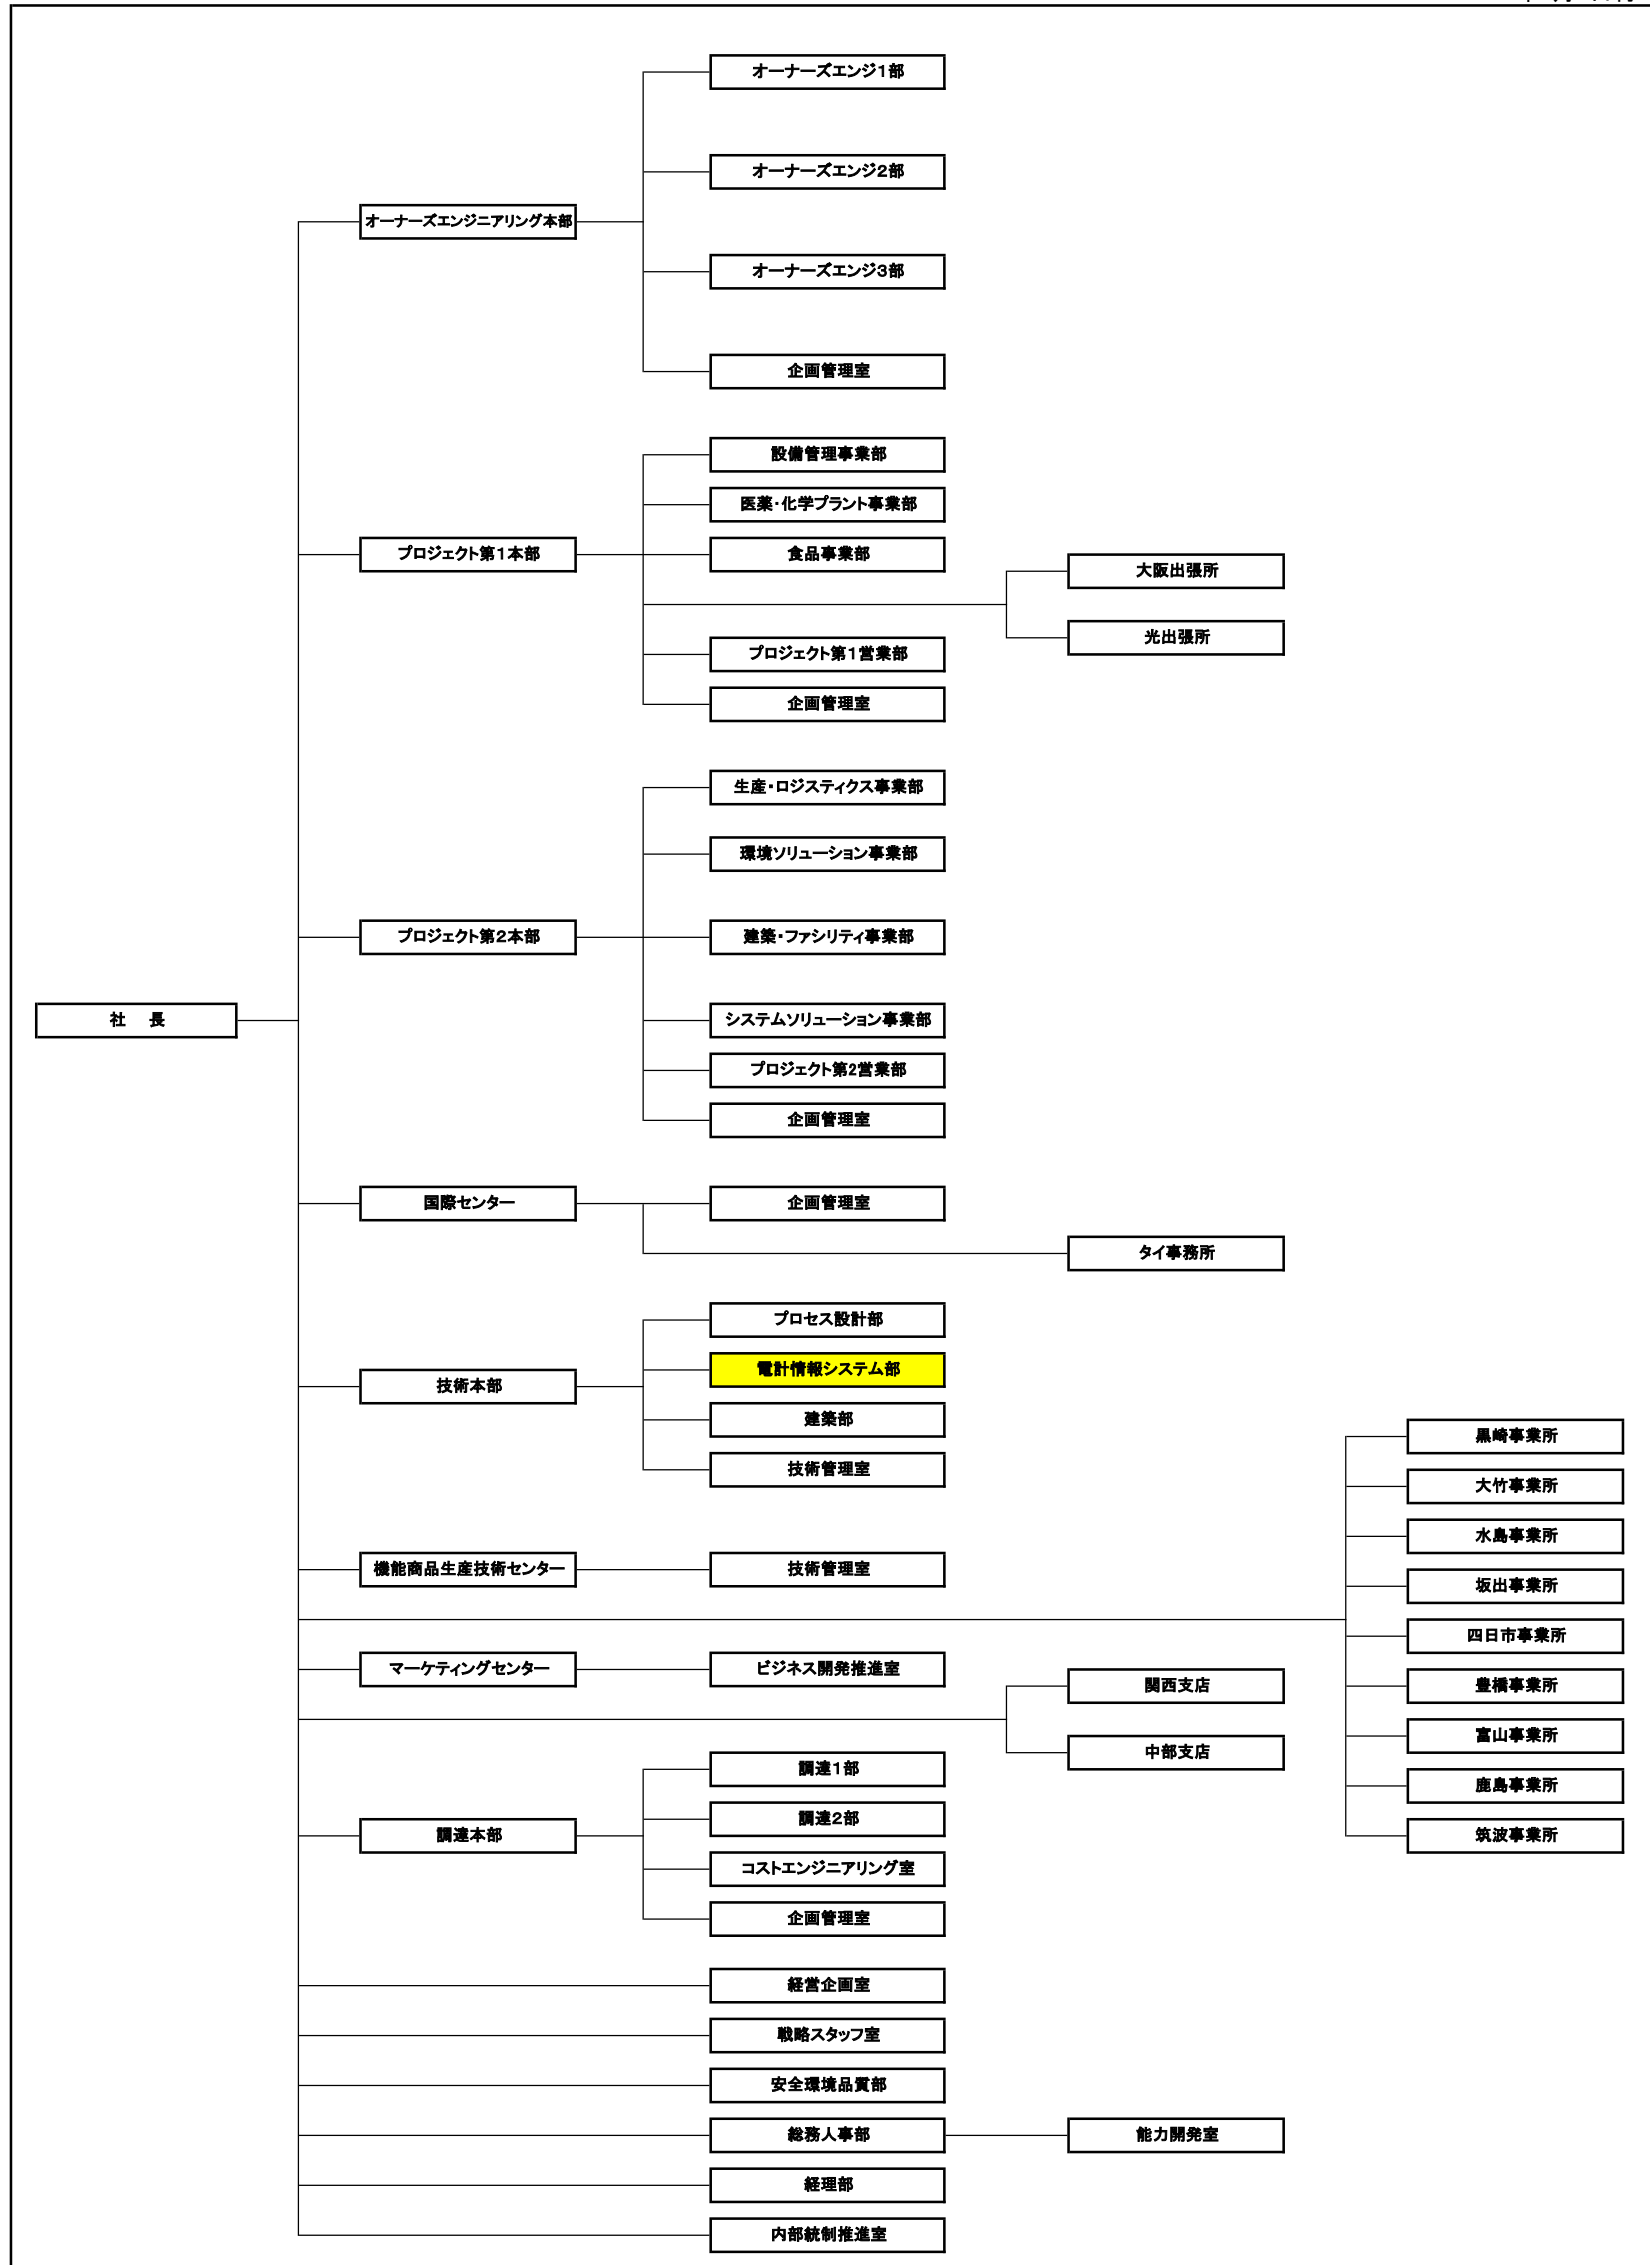 オーナーズエンジ1部
オーナーズエンジ2部
オーナーズエンジニアリング本部
オーナーズエンジ3部
企画管理室
設備管理事業部
医薬・化学プラント事業部
プロジェクト第1本部
食品事業部
大阪出張所
光出張所
プロジェクト第1営業部
企画管理室
生産・ロジスティクス事業部
環境ソリューション事業部
プロジェクト第2本部
建築・ファシリティ事業部
社　長
システムソリューション事業部
プロジェクト第2営業部
企画管理室
国際センター
企画管理室
タイ事務所
プロセス設計部
電計情報システム部
技術本部
建築部
技術管理室
黒崎事業所
大竹事業所
水島事業所
機能商品生産技術センター
技術管理室
坂出事業所
四日市事業所
マーケティングセンター
ビジネス開発推進室
関西支店
豊橋事業所
中部支店
富山事業所
調達1部
鹿島事業所
調達2部
調達本部
筑波事業所
コストエンジニアリング室
企画管理室
経営企画室
戦略スタッフ室
安全環境品質部
総務人事部
能力開発室
経理部
内部統制推進室